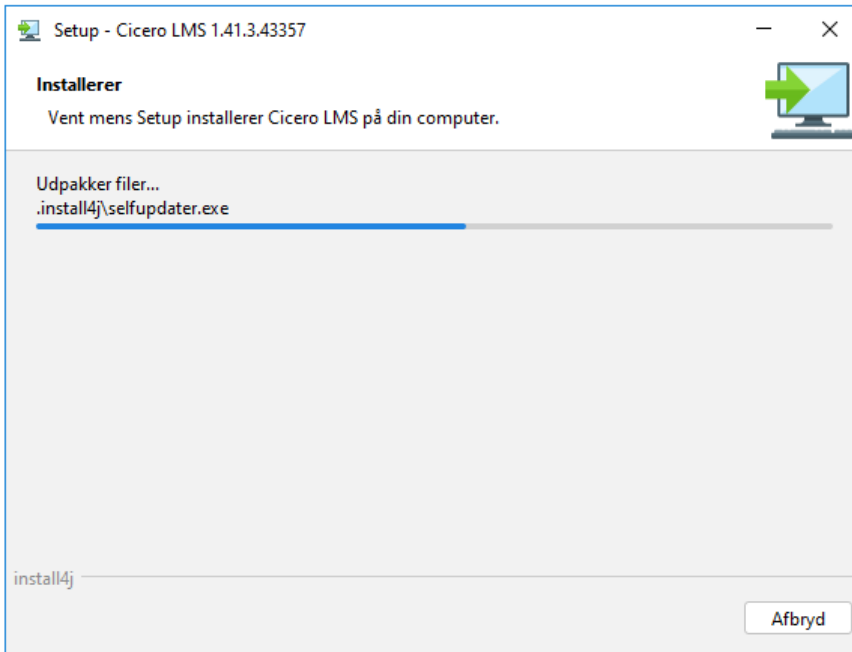 Setup - Cicero LMS 1.41.3.43357
Installerer
Vent mens Setup installerer Cicero LMS på din computer.
Udpakker filer...
.install4j\selfupdater.exe
install4j
Afbryd